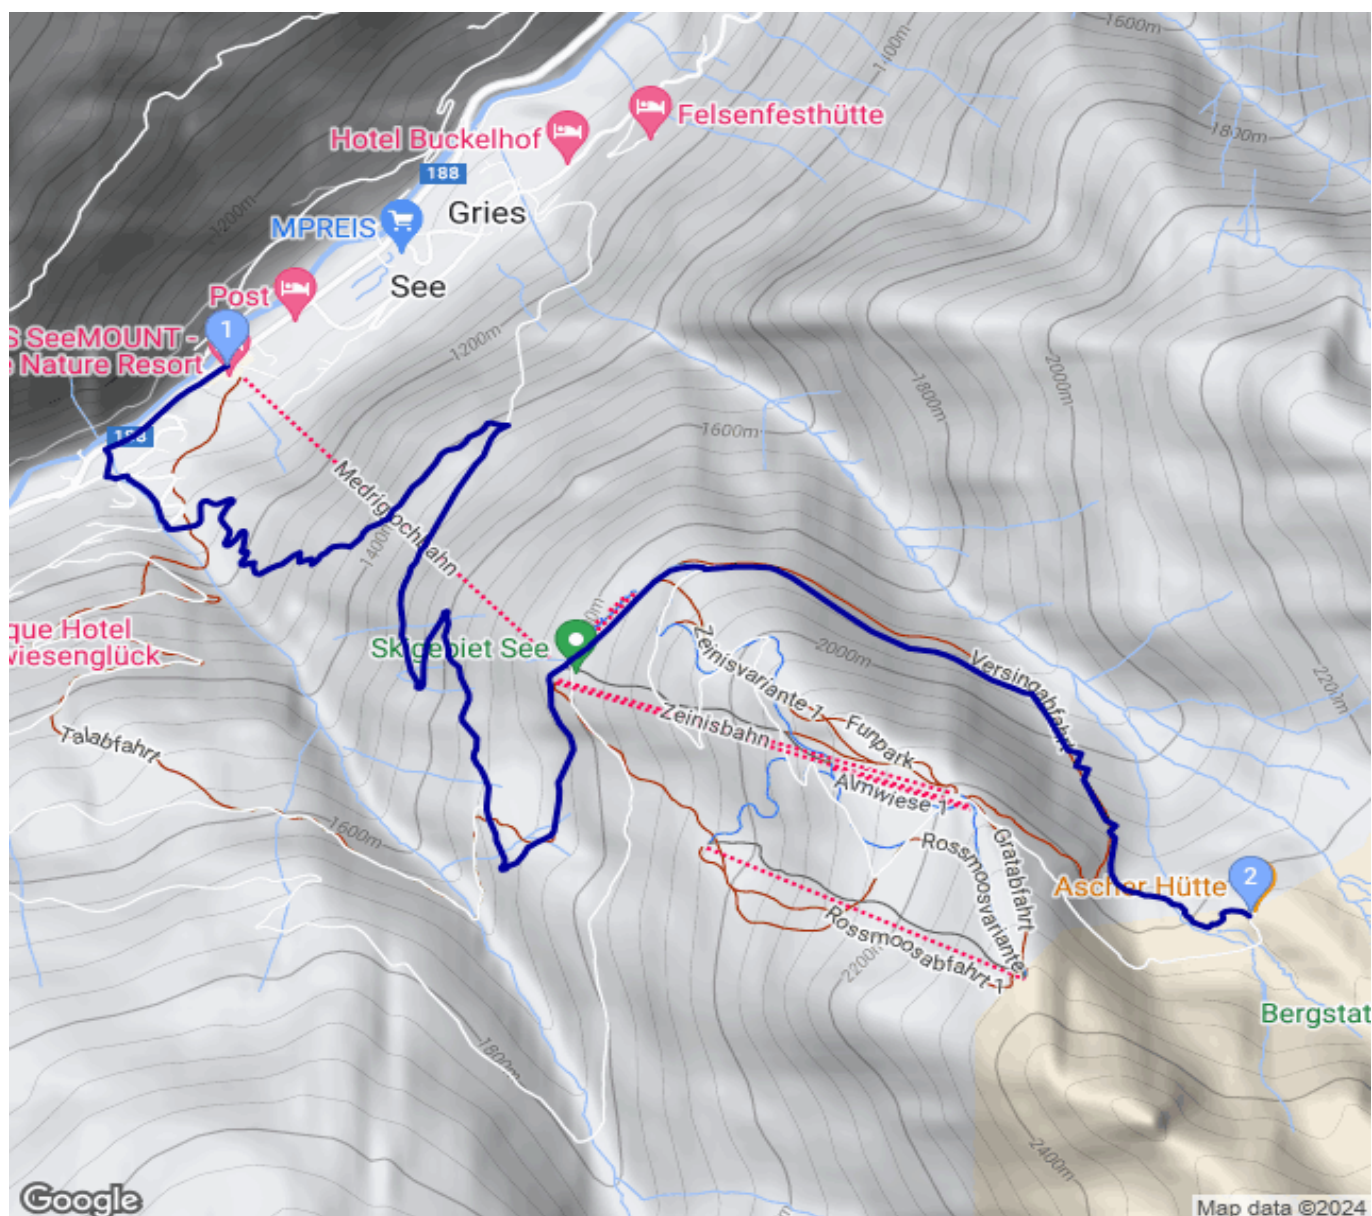 1600m
1400m
1800m
Felsenfesthütte
Hotel Buckelhof
188
1200m
Gries
MPREIS
See
Post
1
S SeeMOUNT -
e Nature Resort
1200m
2000m
1800m
1600m
188
Medriglochbahn
1400m
que Hotel
wiesenglück
Skigebiet See
Zeinisvariante 1
2000m
Versingabfahrt
2200m
Zeinisbahn
Funpark
Talabfahrt
Almwiese 1
1600m
Rossmoosvariante
Gratabfahrt
Ascher Hütte
2
Rossmoosabfahrt 1
2200m
Bergstat
1800m
2400m
Google
Map data ©2024